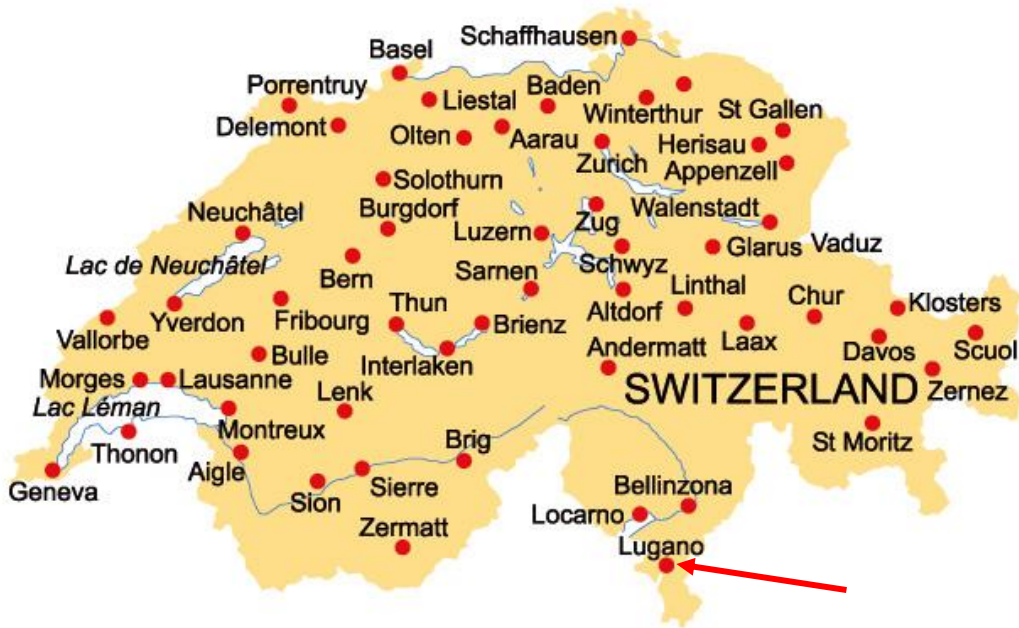 Schaffhausen
Basel
Porrentruy
Baden
Liestal
Winterthur
St Gallen
Delemont
Olten
Aarau
Herisau
Zurich
Appenzell
Solothurn
Neuchâtel
Burgdorf
Walenstadt
Zug
Luzern
Glarus
Vaduz
Lac de Neuchâtel
Bern
Sarnen
Schwyz
Linthal
Chur
Klosters
Yverdon
Fribourg
Thun
Brienz
Altdorf
Vallorbe
Laax
Davos
Scuol
Bulle
Interlaken
Andermatt
Morges
Lausanne
Lenk
SWITZERLAND
Zernez
Lac Léman
Montreux
St Moritz
Thonon
Brig
Aigle
Geneva
Sion
Sierre
Bellinzona
Locarno
Zermatt
Lugano